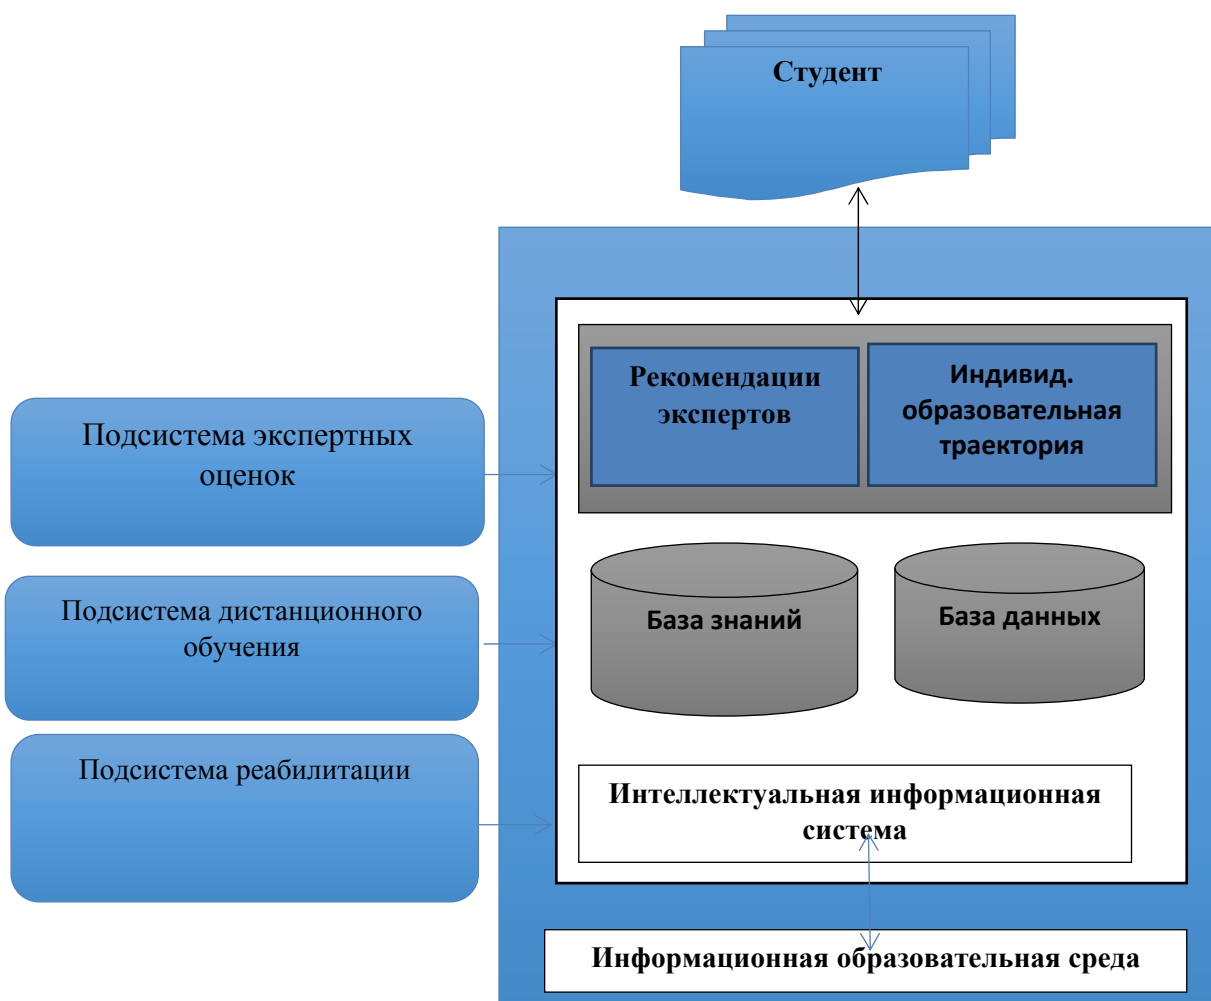 Студент
Рекомендации
экспертов
Индивид.
образовательная
траектория
Подсистема экспертных
оценок
База знаний
База данных
Подсистема дистанционного
обучения
Подсистема реабилитации
Интеллектуальная информационная
система
Информационная образовательная среда